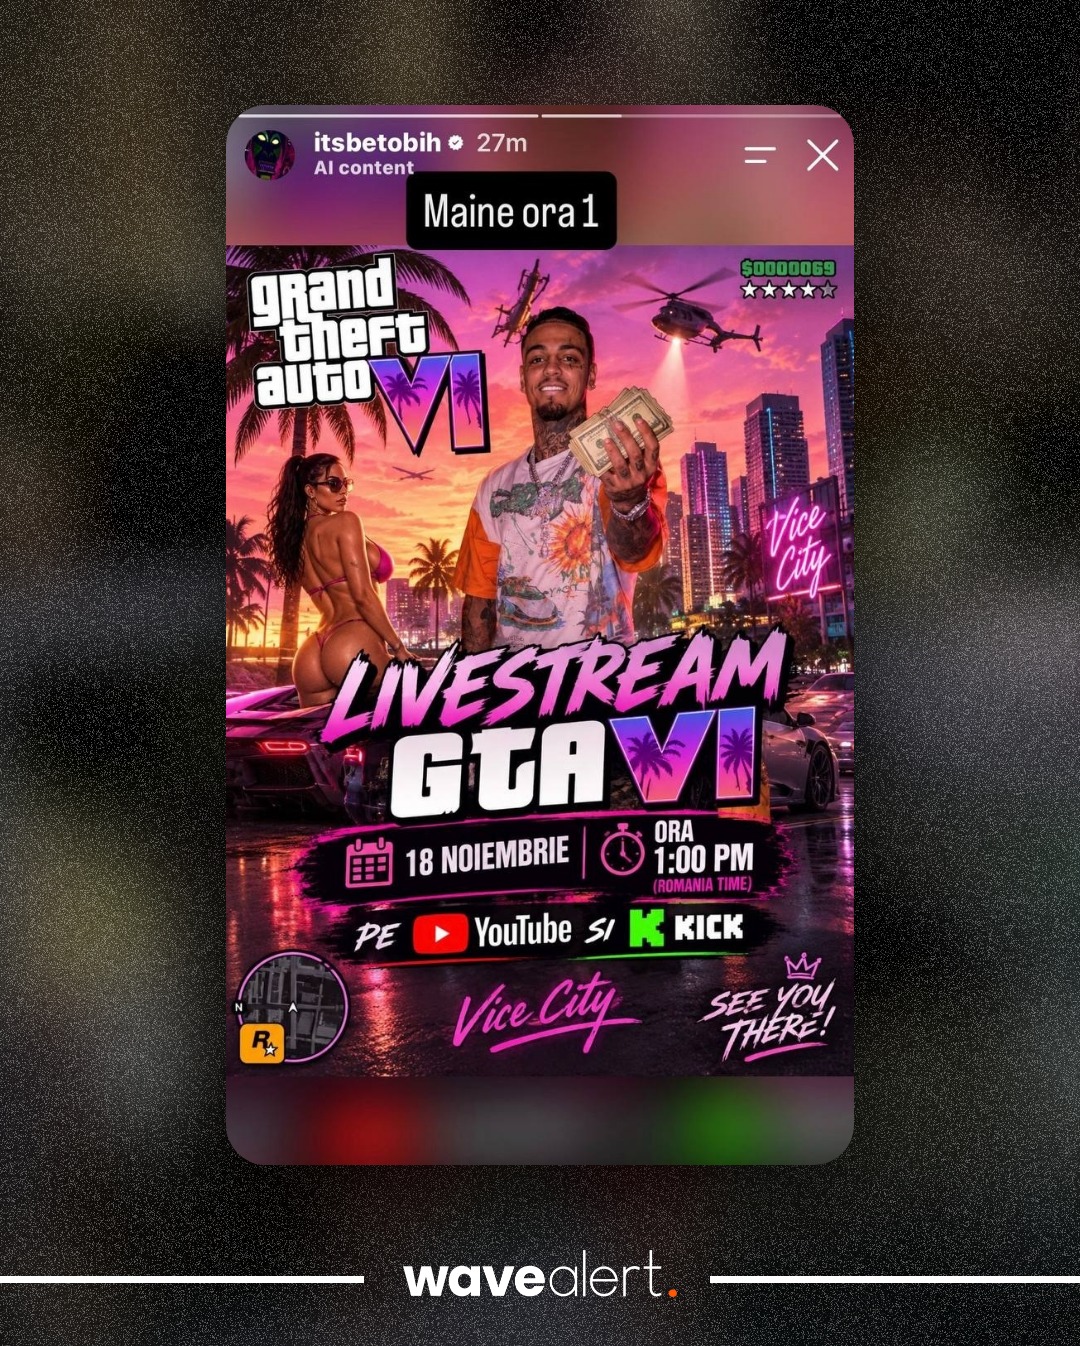 itsbetobih 27m
AI content
Maine ora 1
grand
theft
auto VI
$0000069
Vice
City
LIVESTREAM
GTA VI
18 NOIEMBRIE
ORA
1:00 PM
(ROMANIA TIME)
PE YouTube SI K KICK
N
R
Vice City
SEE YOU
THERE!
wavealert.